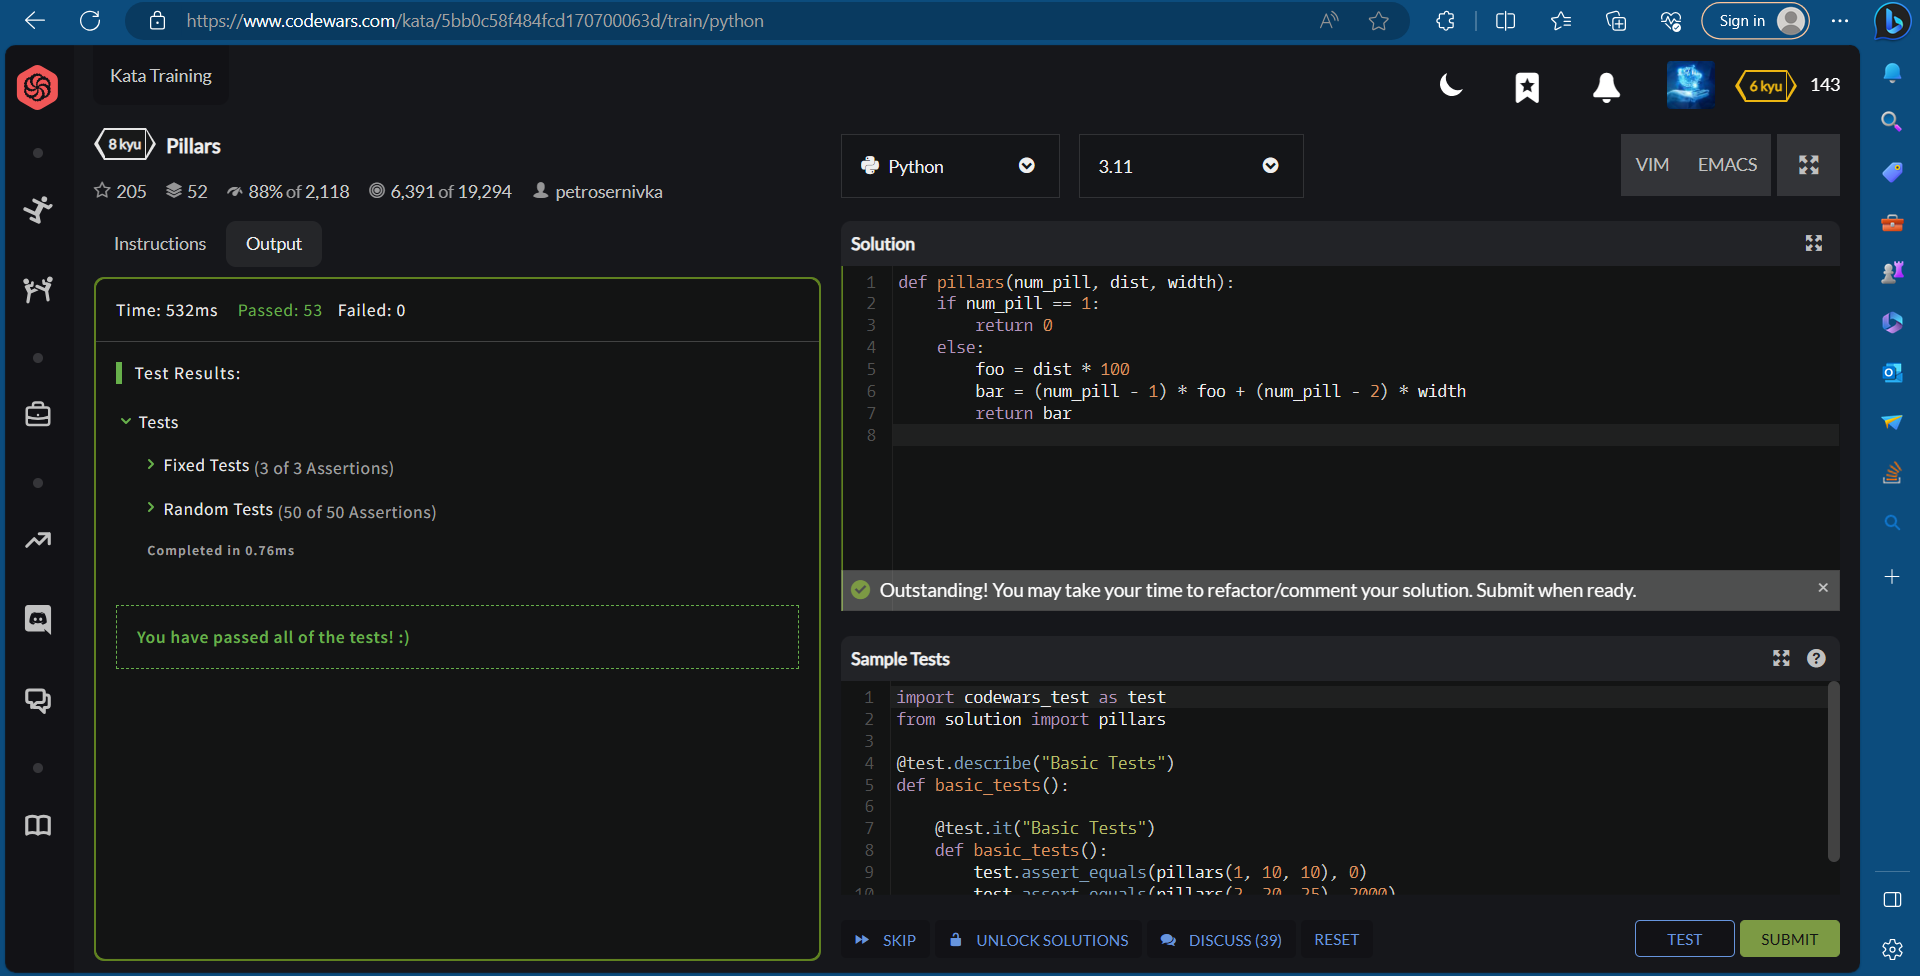 https://www.codewars.com/kata/5bb0c58f484fcd170700063d/train/python
Sign in
Kata Training
6 kyu 143
8 kyu Pillars
205 52 88% of 2,118 6,391 of 19,294 petrosernivka
Instructions Output
Time: 532ms Passed: 53 Failed: 0
Test Results:
Tests
Fixed Tests (3 of 3 Assertions)
Random Tests (50 of 50 Assertions)
Completed in 0.76ms
You have passed all of the tests! :)
Python 3.11
VIM EMACS
Solution
1 def pillars(num_pill, dist, width):
2     if num_pill == 1:
3         return 0
4     else:
5         foo = dist * 100
6         bar = (num_pill - 1) * foo + (num_pill - 2) * width
7         return bar
8
Outstanding! You may take your time to refactor/comment your solution. Submit when ready.
Sample Tests
1 import codewars_test as test
2 from solution import pillars
3
4 @test.describe("Basic Tests")
5 def basic_tests():
6
7     @test.it("Basic Tests")
8     def basic_tests():
9         test.assert_equals(pillars(1, 10, 10), 0)
10         test.assert_equals(pillars(2, 20, 25), 2000)
SKIP UNLOCK SOLUTIONS DISCUSS (39) RESET
TEST SUBMIT